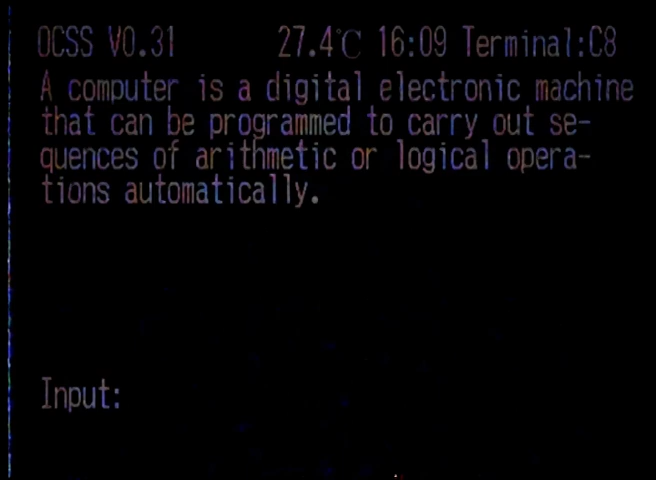 OCSS V0.31 27.4℃ 16:09 Terminal:C8
A computer is a digital electronic machine
that can be programmed to carry out se-
quences of arithmetic or logical opera-
tions automatically.
Input: